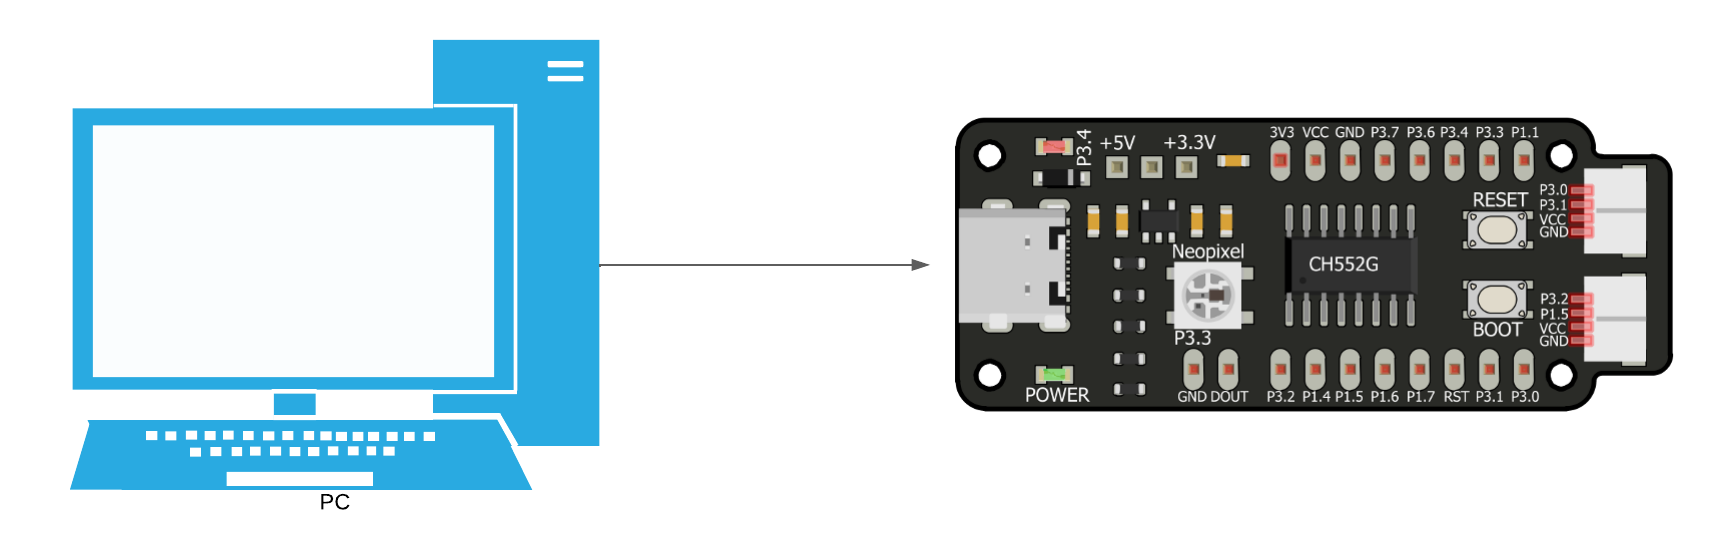 PC
P3.4
+5V
+3.3V
3V3 VCC GND P3.7 P3.6 P3.4 P3.3 P1.1
RESET
P3.0
P3.1
VCC
GND
Neopixel
CH552G
P3.3
BOOT
P3.2
P1.5
VCC
GND
POWER
GND DOUT P3.2 P1.4 P1.5 P1.6 P1.7 RST P3.1 P3.0